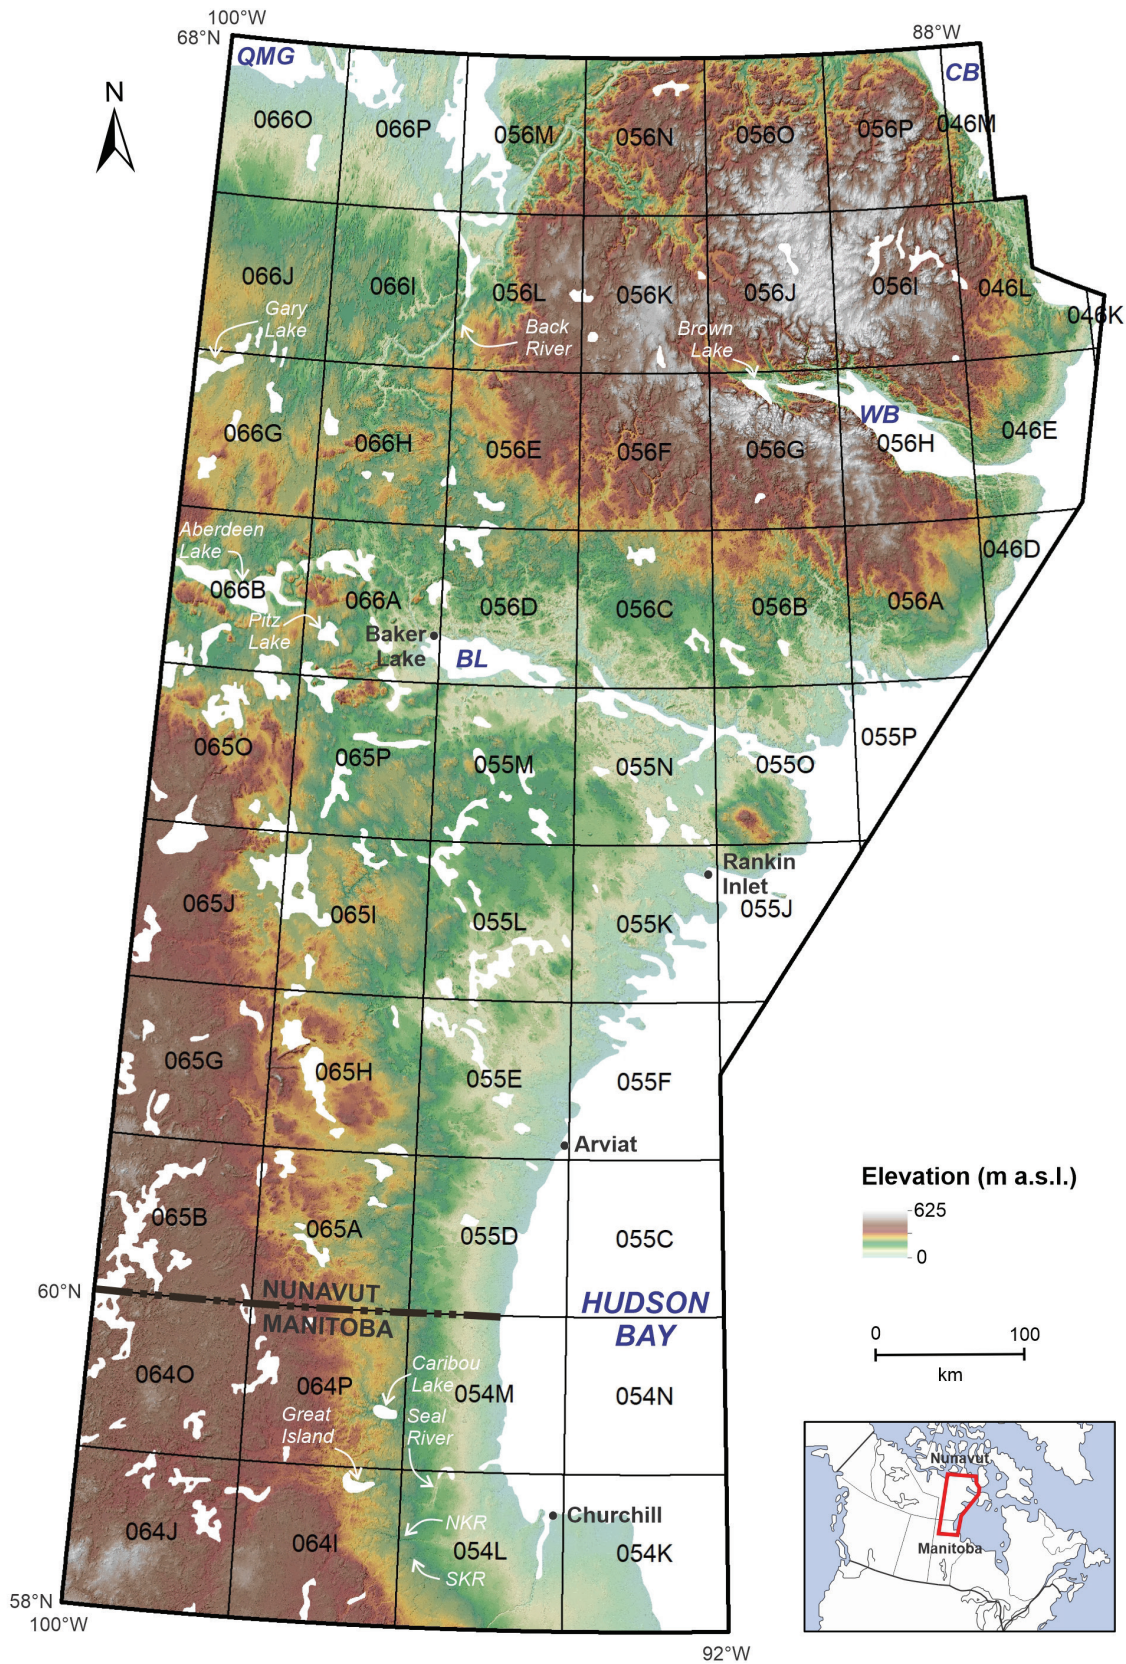 100°W
68°N
88°W
QMG
CB
N
066O
066P
056M
056N
056O
056P
046M
066J
066I
056L
056K
056J
056I
046L
046K
Gary
Lake
Back
River
Brown
Lake
WB
066G
066H
056E
056F
056G
056H
046E
Aberdeen
Lake
046D
066B
066A
056D
056C
056B
056A
Pitz
Lake
Baker
Lake
BL
065O
065P
055M
055N
055O
055P
Rankin
Inlet
065J
065I
055L
055K
055J
065G
065H
055E
055F
Arviat
065B
065A
055D
055C
Elevation (m a.s.l.)
625
0
60°N
NUNAVUT
MANITOBA
HUDSON
BAY
0 100
km
064O
064P
Caribou
Lake
054M
054N
Great
Island
Seal
River
Churchill
064J
064I
NKR
054L
054K
SKR
58°N
100°W
92°W
Nunavut
Manitoba